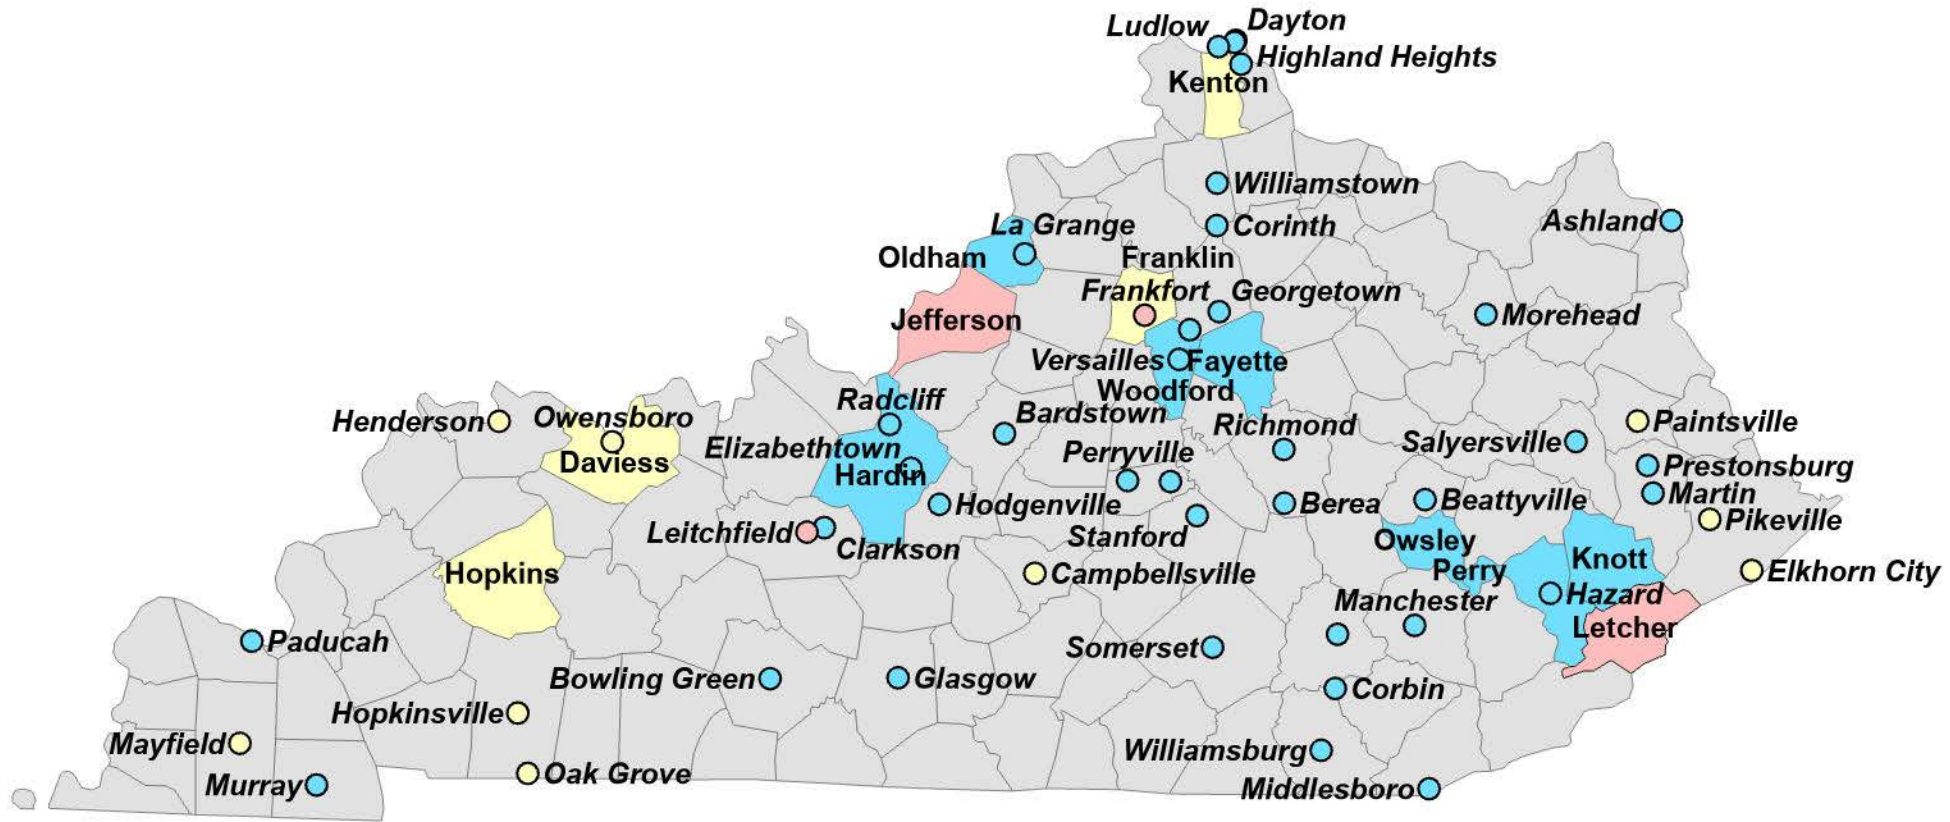 Ludlow
Dayton
Highland Heights
Kenton
Williamstown
La Grange
Corinth
Ashland
Oldham
Franklin
Frankfort
Georgetown
Jefferson
Morehead
Versailles
Fayette
Woodford
Radcliff
Bardstown
Henderson
Owensboro
Richmond
Paintsville
Elizabethtown
Perryville
Salyersville
Daviess
Hardin
Prestonsburg
Martin
Hodgenville
Berea
Beattyville
Pikeville
Leitchfield
Clarkson
Stanford
Owsley
Knott
Hopkins
Campbellsville
Perry
Elkhorn City
Manchester
Hazard
Letcher
Paducah
Somerset
Bowling Green
Glasgow
Corbin
Hopkinsville
Mayfield
Williamsburg
Oak Grove
Murray
Middlesboro